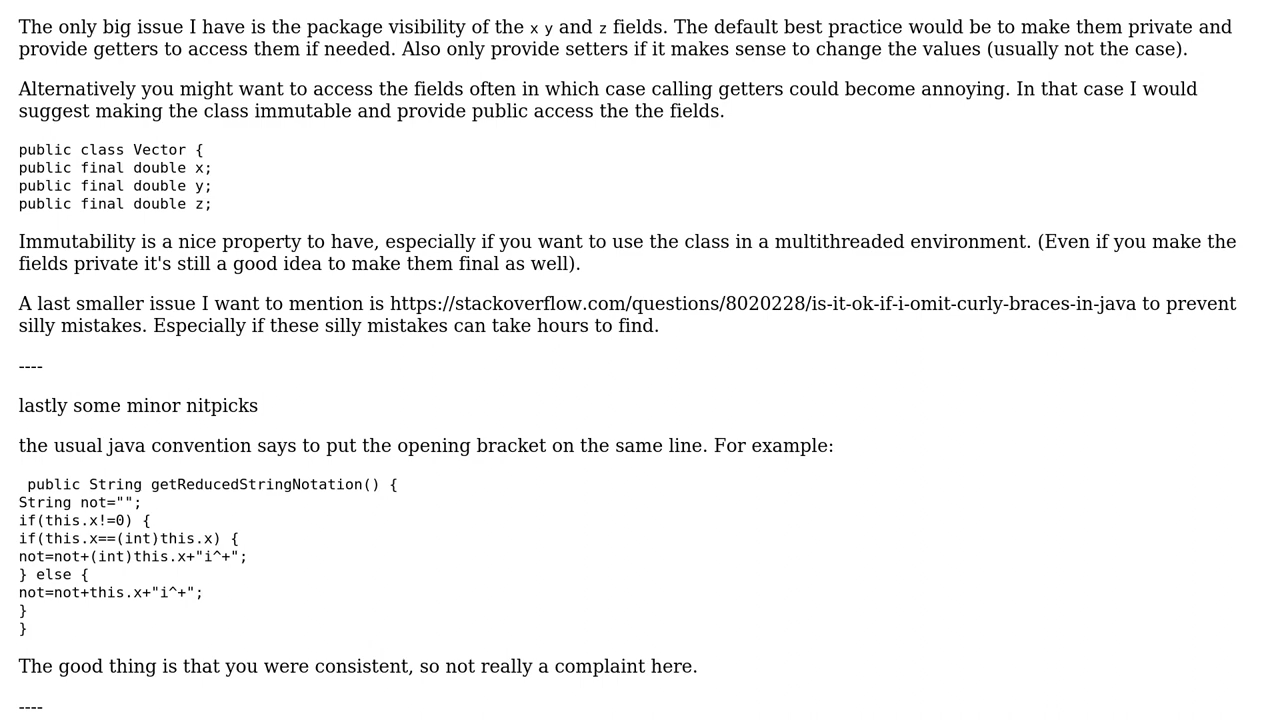 The only big issue I have is the package visibility of the x y and z fields. The default best practice would be to make them private and
provide getters to access them if needed. Also only provide setters if it makes sense to change the values (usually not the case).
Alternatively you might want to access the fields often in which case calling getters could become annoying. In that case I would
suggest making the class immutable and provide public access the the fields.
public class Vector {
public final double x;
public final double y;
public final double z;
Immutability is a nice property to have, especially if you want to use the class in a multithreaded environment. (Even if you make the
fields private it's still a good idea to make them final as well).
A last smaller issue I want to mention is https://stackoverflow.com/questions/8020228/is-it-ok-if-i-omit-curly-braces-in-java to prevent
silly mistakes. Especially if these silly mistakes can take hours to find.
----
lastly some minor nitpicks
the usual java convention says to put the opening bracket on the same line. For example:
public String getReducedStringNotation() {
String not="";
if(this.x!=0) {
if(this.x==(int)this.x) {
not=not+(int)this.x+"i^+";
} else {
not=not+this.x+"i^+";
}
}
The good thing is that you were consistent, so not really a complaint here.
----